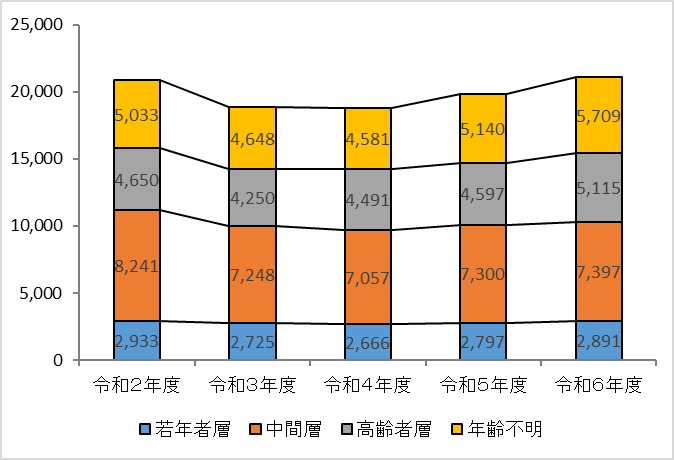 25,000
20,000
15,000
10,000
5,000
0
5,033 4,648 4,581 5,140 5,709
4,650 4,250 4,491 4,597 5,115
8,241 7,248 7,057 7,300 7,397
2,933 2,725 2,666 2,797 2,891
令和2年度 令和3年度 令和4年度 令和5年度 令和6年度
若年者層 中間層 高齢者層 年齢不明